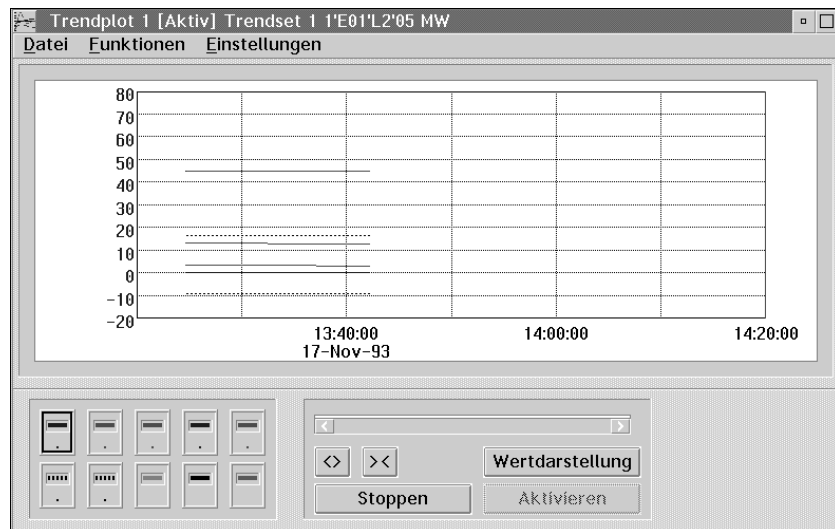 Trendplot 1 [Aktiv] Trendset 1 1'E01'L2'05 MW
Datei Funktionen Einstellungen
80
70
60
50
40
30
20
10
0
-10
-20
13:40:00 14:00:00 14:20:00
17-Nov-93
<> ><
Wertdarstellung
Stoppen Aktivieren